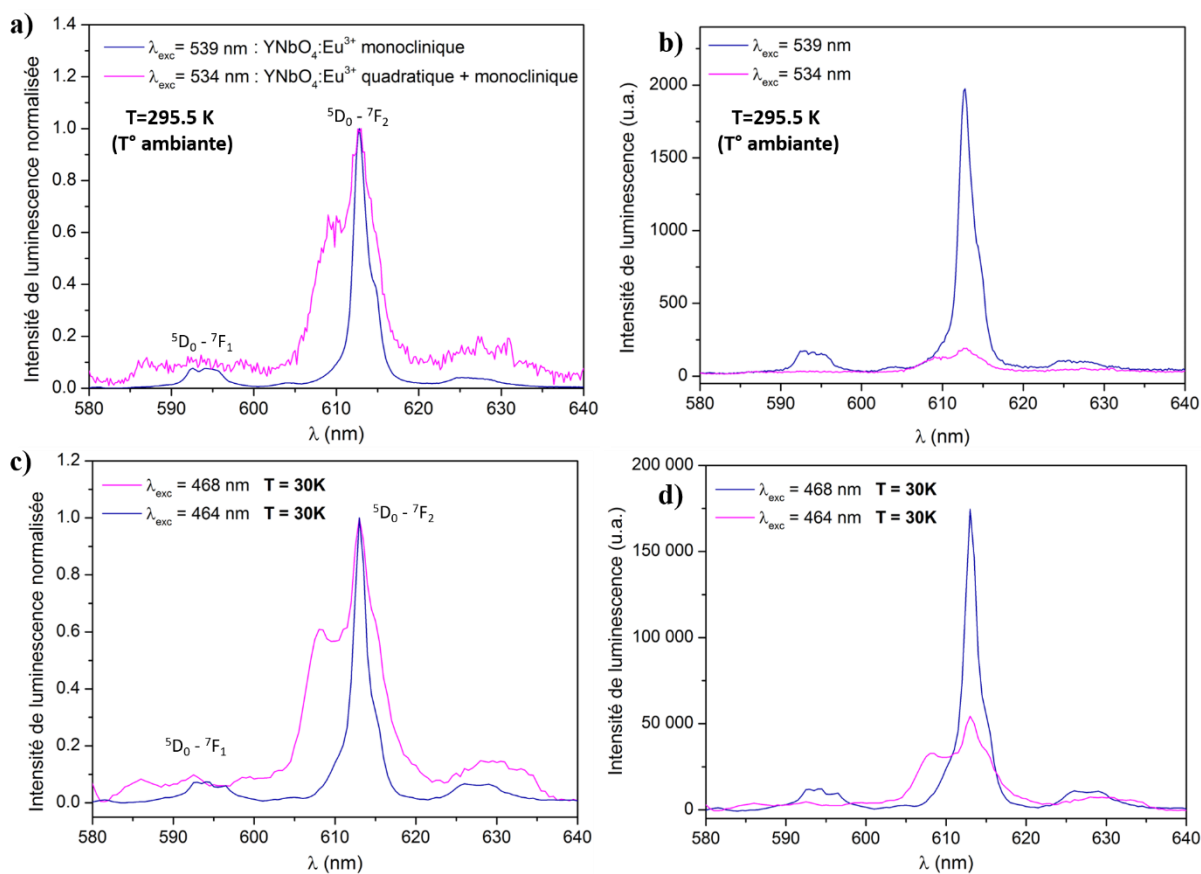 a)
1.4
1.2
1.0
0.8
0.6
0.4
0.2
0.0
Intensité de luminescence normalisée
λexc= 539 nm : YNbO4:Eu3+ monoclinique
λexc= 534 nm : YNbO4:Eu3+ quadratique + monoclinique
T=295.5 K
(T° ambiante)
5D0 - 7F2
5D0 - 7F1
580 590 600 610 620 630 640
λ (nm)
b)
2000
1500
1000
500
0
Intensité de luminescence (u.a.)
λexc= 539 nm
λexc= 534 nm
T=295.5 K
(T° ambiante)
580 590 600 610 620 630 640
λ (nm)
c)
1.2
1.0
0.8
0.6
0.4
0.2
0.0
Intensité de luminescence normalisée
λexc = 468 nm T = 30K
λexc = 464 nm T = 30K
5D0 - 7F2
5D0 - 7F1
580 590 600 610 620 630 640
λ (nm)
d)
200 000
150 000
100 000
50 000
0
Intensité de luminescence (u.a.)
λexc = 468 nm T = 30K
λexc = 464 nm T = 30K
580 590 600 610 620 630 640
λ (nm)